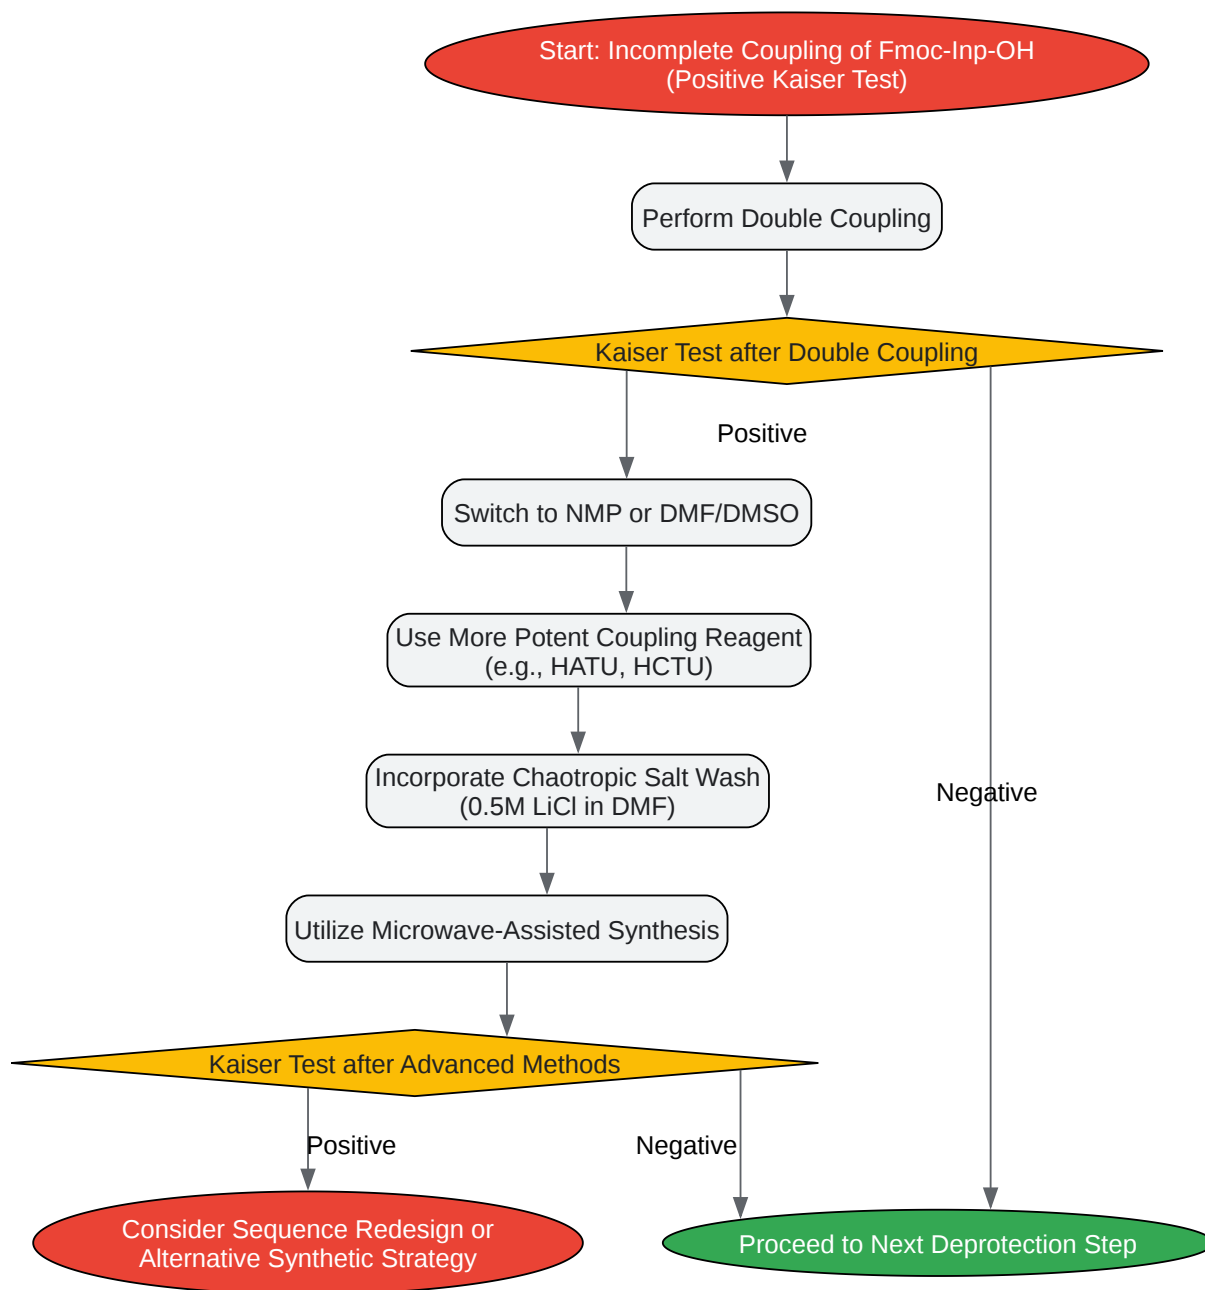 Start: Incomplete Coupling of Fmoc-Inp-OH
(Positive Kaiser Test)
Perform Double Coupling
Kaiser Test after Double Coupling
Positive
Switch to NMP or DMF/DMSO
Use More Potent Coupling Reagent
(e.g., HATU, HCTU)
Incorporate Chaotropic Salt Wash
(0.5M LiCl in DMF)
Negative
Utilize Microwave-Assisted Synthesis
Kaiser Test after Advanced Methods
Positive
Negative
Consider Sequence Redesign or
Alternative Synthetic Strategy
Proceed to Next Deprotection Step